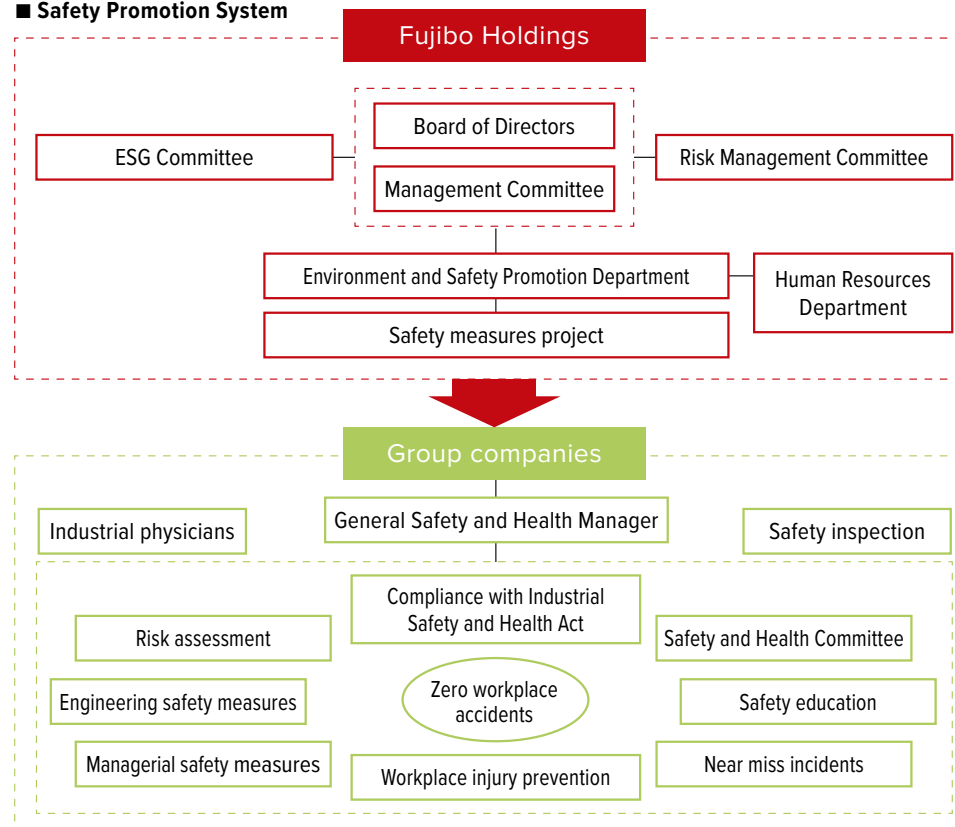 ■ Safety Promotion System
Fujibo Holdings
Board of Directors
ESG Committee
Risk Management Committee
Management Committee
Environment and Safety Promotion Department
Human Resources
Department
Safety measures project
Group companies
General Safety and Health Manager
Industrial physicians
Safety inspection
Compliance with Industrial
Safety and Health Act
Risk assessment
Safety and Health Committee
Engineering safety measures
Zero workplace
accidents
Safety education
Managerial safety measures
Workplace injury prevention
Near miss incidents